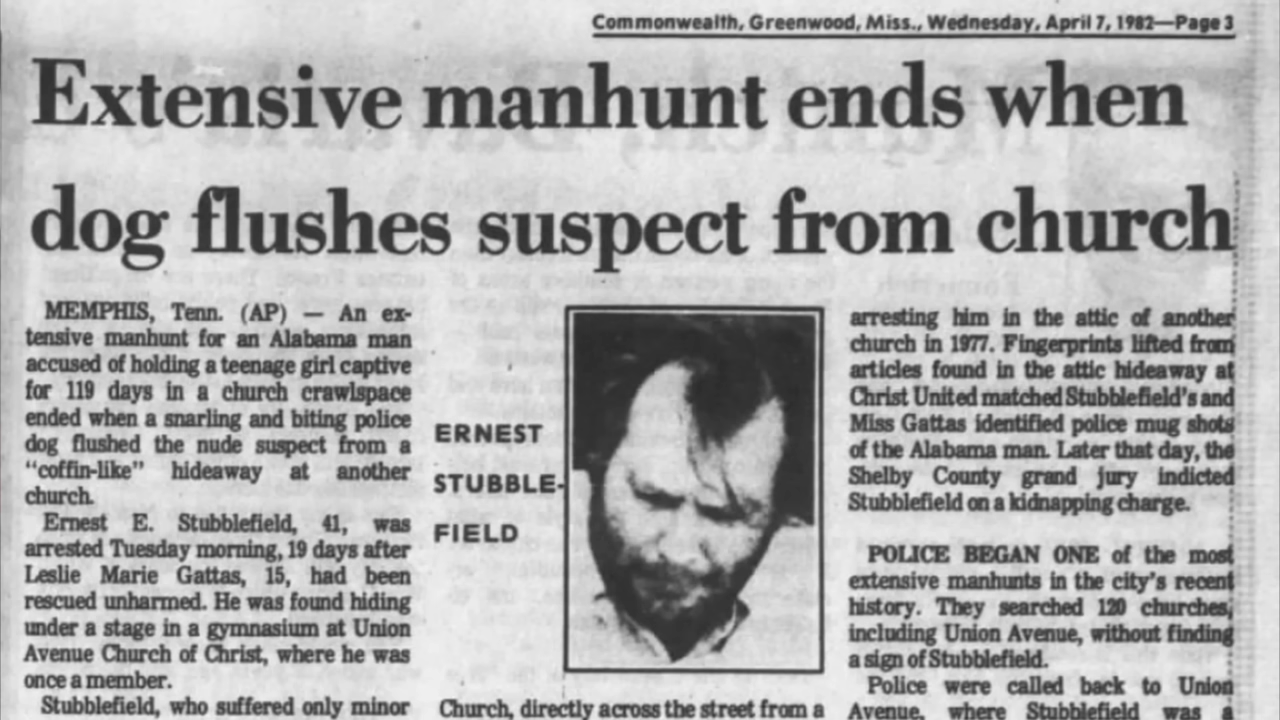 Commonwealth, Greenwood, Miss., Wednesday, April 7, 1982—Page 3
Extensive manhunt ends when
dog flushes suspect from church
MEMPHIS, Tenn. (AP) — An ex-
tensive manhunt for an Alabama man
accused of holding a teenage girl captive
for 119 days in a church crawlspace
ended when a snarling and biting police
dog flushed the nude suspect from a
"coffin-like" hideaway at another
church.
Ernest E. Stubblefield, 41, was
arrested Tuesday morning, 19 days after
Leslie Marie Gattas, 15, had been
rescued unharmed. He was found hiding
under a stage in a gymnasium at Union
Avenue Church of Christ, where he was
once a member.
Stubblefield, who suffered only minor
ERNEST
STUBBLE-
FIELD
Church, directly across the street from a
arresting him in the attic of another
church in 1977. Fingerprints lifted from
articles found in the attic hideaway at
Christ United matched Stubblefield's and
Miss Gattas identified police mug shots
of the Alabama man. Later that day, the
Shelby County grand jury indicted
Stubblefield on a kidnapping charge.
POLICE BEGAN ONE of the most
extensive manhunts in the city's recent
history. They searched 120 churches,
including Union Avenue, without finding
a sign of Stubblefield.
Police were called back to Union
Avenue, where Stubblefield was a